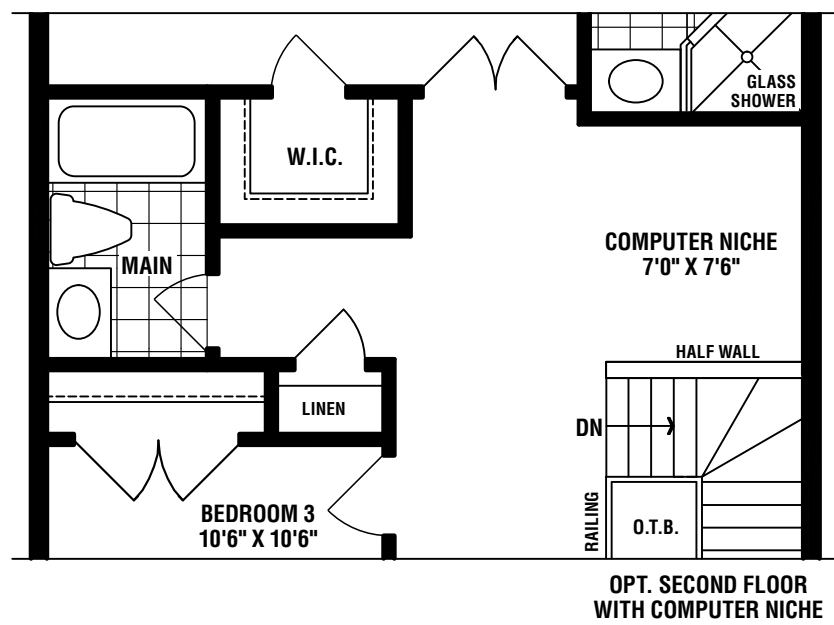 GLASS
SHOWER
W.I.C.
COMPUTER NICHE
7'0" X 7'6"
MAIN
HALF WALL
LINEN
DN
BEDROOM 3
10'6" X 10'6"
RAILING
O.T.B.
OPT. SECOND FLOOR
WITH COMPUTER NICHE